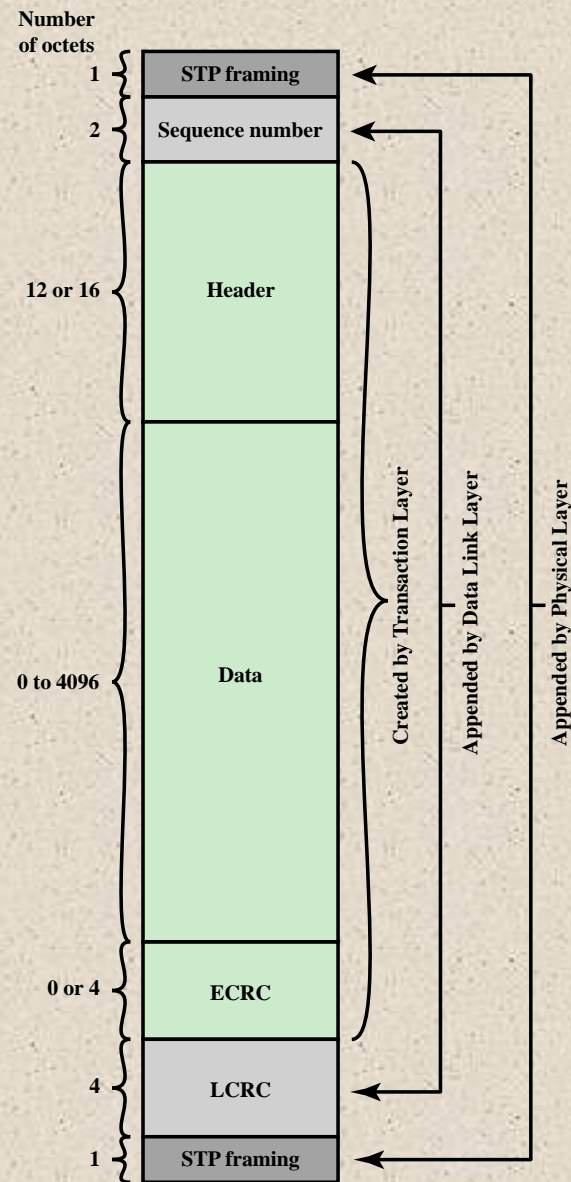 Number
of octets
1
STP framing
2
Sequence number
12 or 16
Header
0 to 4096
Data
0 or 4
ECRC
4
LCRC
1
STP framing
Created by Transaction Layer
Appended by Data Link Layer
Appended by Physical Layer